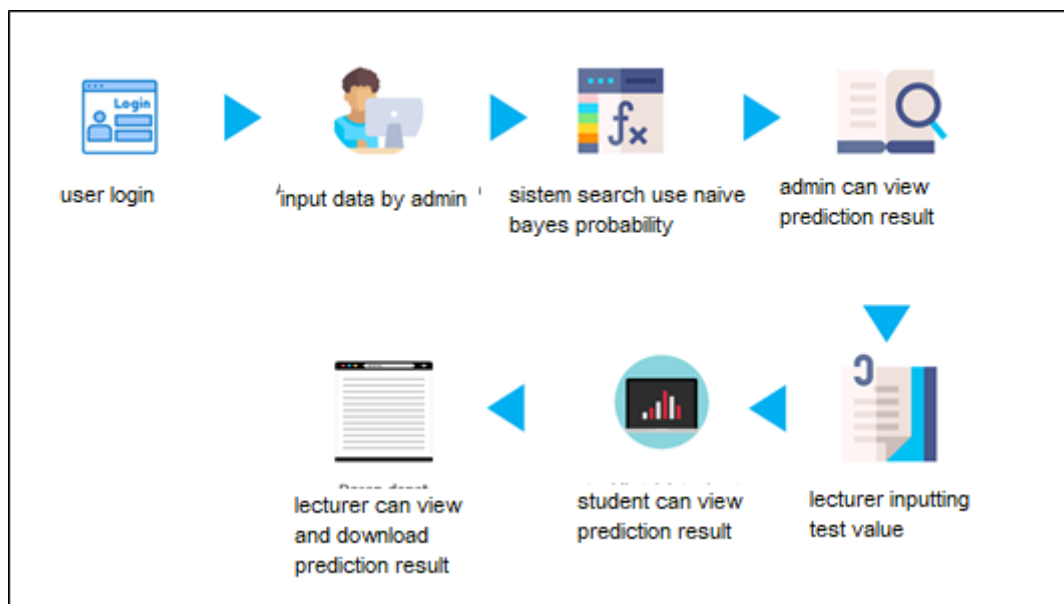 Login
user login
input data by admin
sistem search use naive
bayes probability
admin can view
prediction result
fx
lecturer can view
and download
prediction result
student can view
prediction result
lecturer inputting
test value